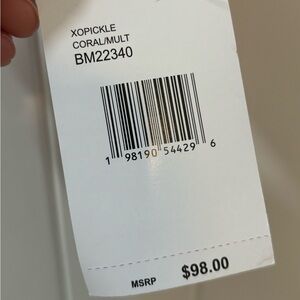 XOPICKLE
CORAL/MULT
BM22340
1 98190 54429 6
MSRP $98.00